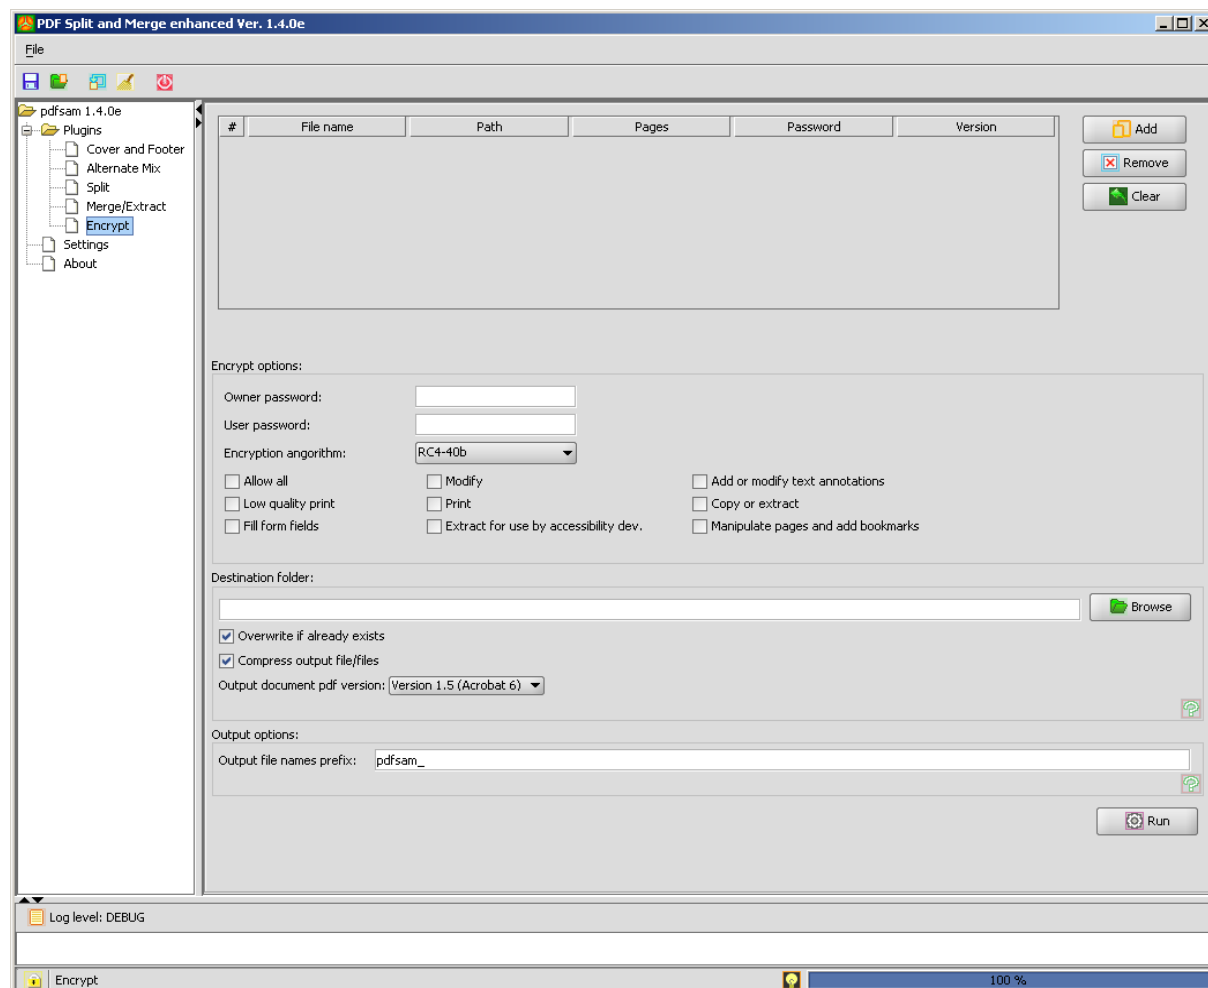 PDF Split and Merge enhanced Ver. 1.4.0e
File
pdfsam 1.4.0e
Plugins
Cover and Footer
Alternate Mix
Split
Merge/Extract
Encrypt
Settings
About
# File name Path Pages Password Version
Add
Remove
Clear
Encrypt options:
Owner password:
User password:
Encryption angorithm: RC4-40b
Allow all Modify Add or modify text annotations
Low quality print Print Copy or extract
Fill form fields Extract for use by accessibility dev. Manipulate pages and add bookmarks
Destination folder:
Browse
Overwrite if already exists
Compress output file/files
Output document pdf version: Version 1.5 (Acrobat 6)
Output options:
Output file names prefix: pdfsam_
Run
Log level: DEBUG
Encrypt 100 %